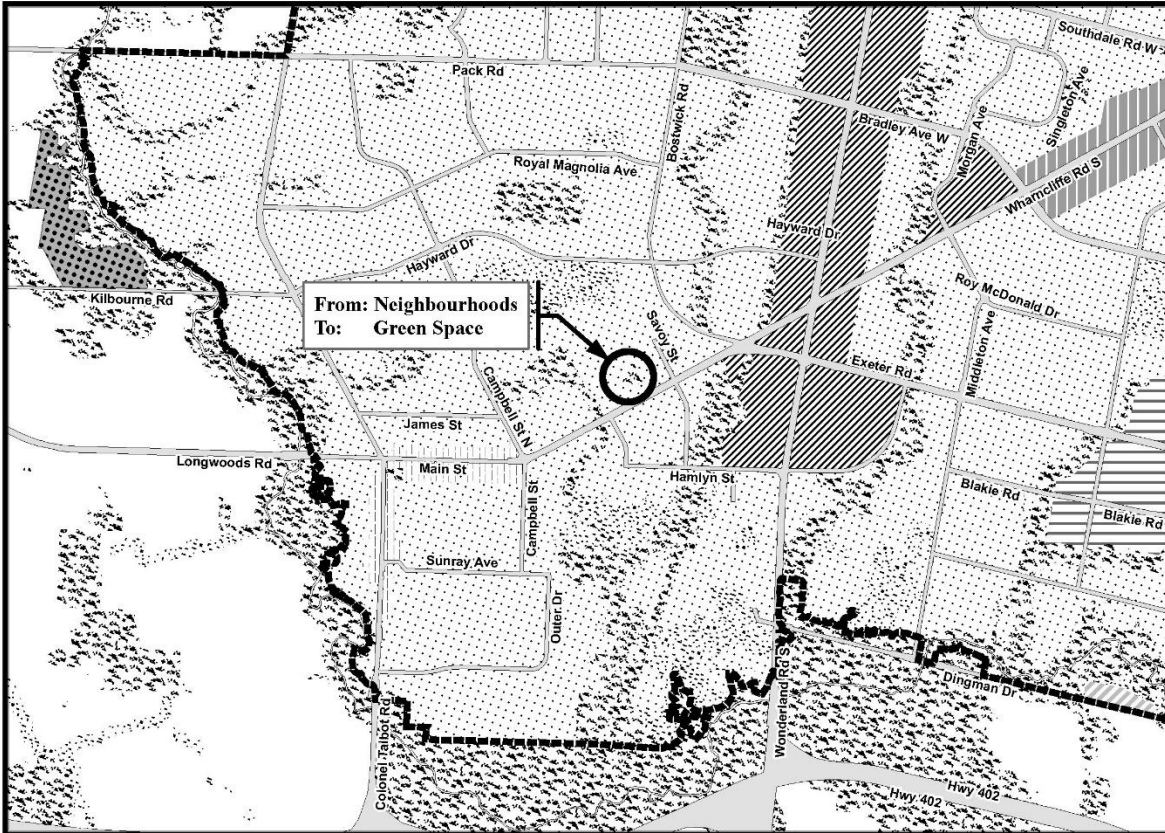 Southdale Rd W
Pack Rd
Bostwick Rd
Bradley Ave W
Morgan Ave
Singleton Ave
Wharncliffe Rd S
Royal Magnolia Ave
Hayward Dr
Hayward Dr
Kilbourne Rd
From: Neighbourhoods
To: Green Space
Savoy St
Roy McDonald Dr
Middleton Ave
Exeter Rd
Campbell St N
James St
Longwoods Rd
Main St
Hamlyn St
Campbell St
Blakie Rd
Blakie Rd
Sunray Ave
Outer Dr
Wonderland Rd S
Dingman Dr
Colonel Talbot Rd
Hwy 402
Hwy 402